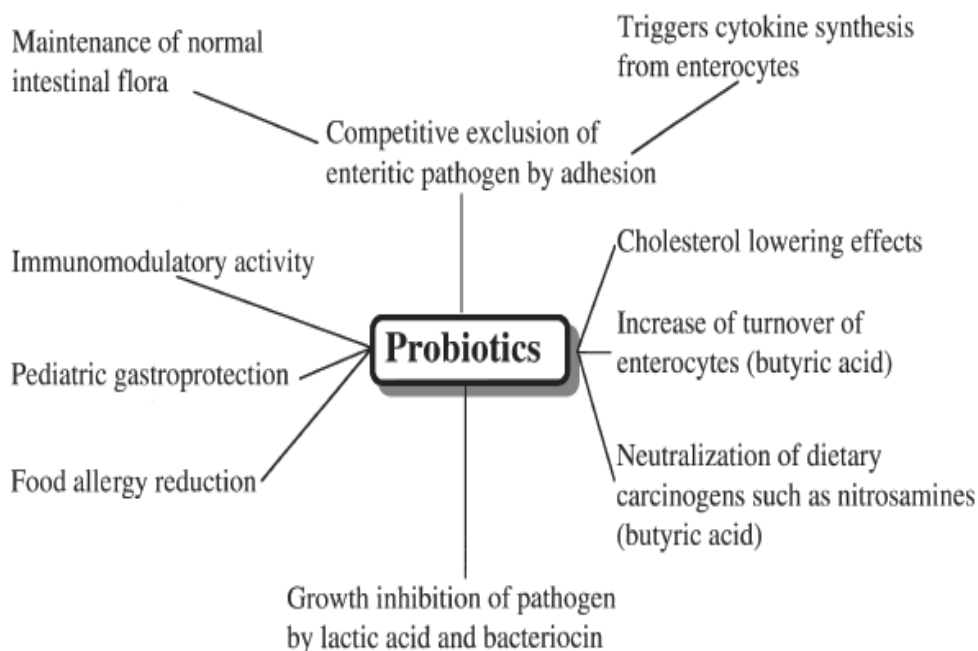 Maintenance of normal
intestinal flora
Triggers cytokine synthesis
from enterocytes
Competitive exclusion of
enteritic pathogen by adhesion
Immunomodulatory activity
Pediatric gastroprotection
Food allergy reduction
Probiotics
Cholesterol lowering effects
Increase of turnover of
enterocytes (butyric acid)
Neutralization of dietary
carcinogens such as nitrosamines
(butyric acid)
Growth inhibition of pathogen
by lactic acid and bacteriocin